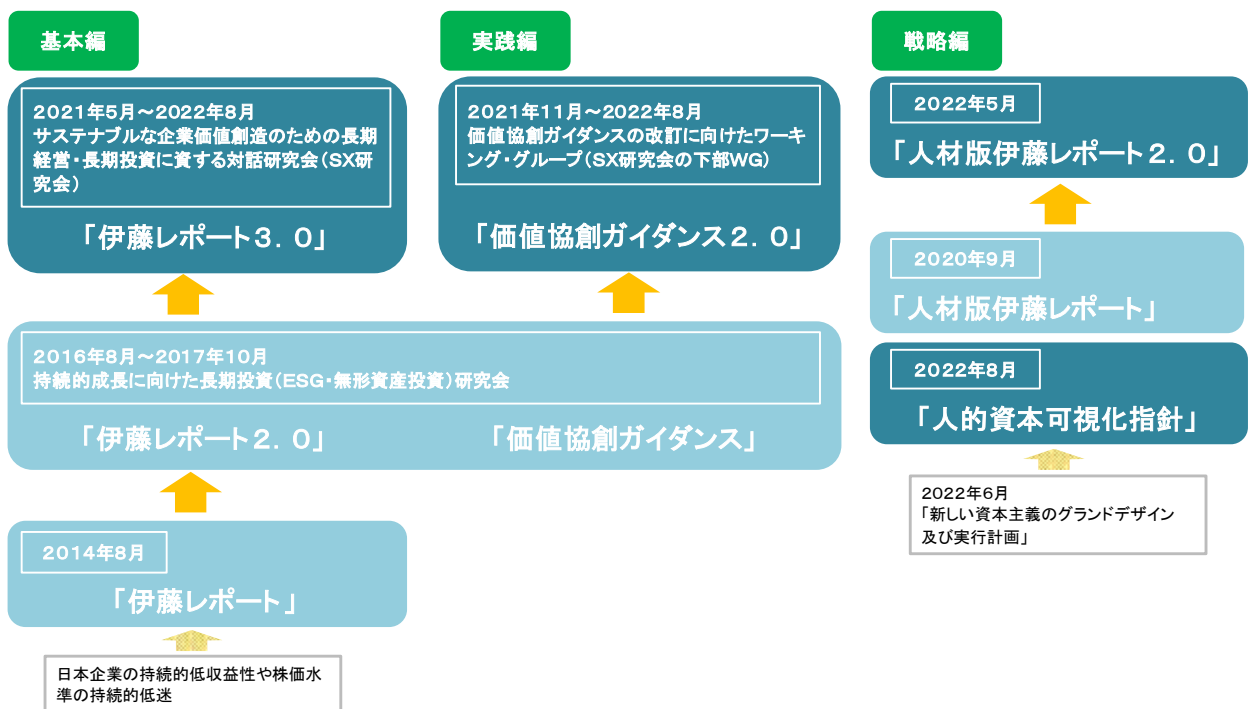 基本編
2021年5月～2022年8月
サステナブルな企業価値創造のための長期
経営・長期投資に資する対話研究会（SX研
究会）
「伊藤レポート３．０」
実践編
2021年11月～2022年8月
価値協創ガイダンスの改訂に向けたワーキ
ング・グループ（SX研究会の下部WG）
「価値協創ガイダンス２．０」
2016年8月～2017年10月
持続的成長に向けた長期投資（ESG・無形資産投資）研究会
「伊藤レポート２．０」
「価値協創ガイダンス」
2014年8月
「伊藤レポート」
日本企業の持続的低収益性や株価水
準の持続的低迷
戦略編
2022年5月
「人材版伊藤レポート２．０」
2020年9月
「人材版伊藤レポート」
2022年8月
「人的資本可視化指針」
2022年6月
「新しい資本主義のグランドデザイン
及び実行計画」